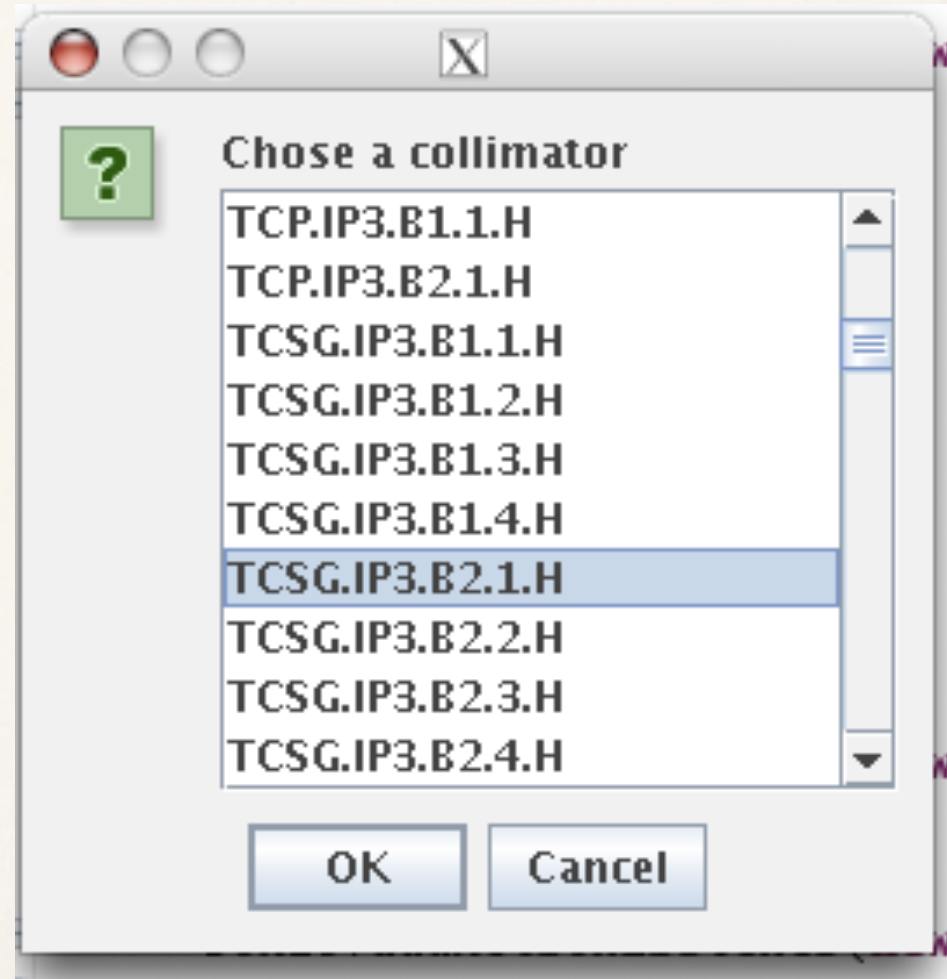 Chose a collimator
TCP.IP3.B1.1.H
TCP.IP3.B2.1.H
TCSG.IP3.B1.1.H
TCSG.IP3.B1.2.H
TCSG.IP3.B1.3.H
TCSG.IP3.B1.4.H
TCSG.IP3.B2.1.H
TCSG.IP3.B2.2.H
TCSG.IP3.B2.3.H
TCSG.IP3.B2.4.H
OK Cancel